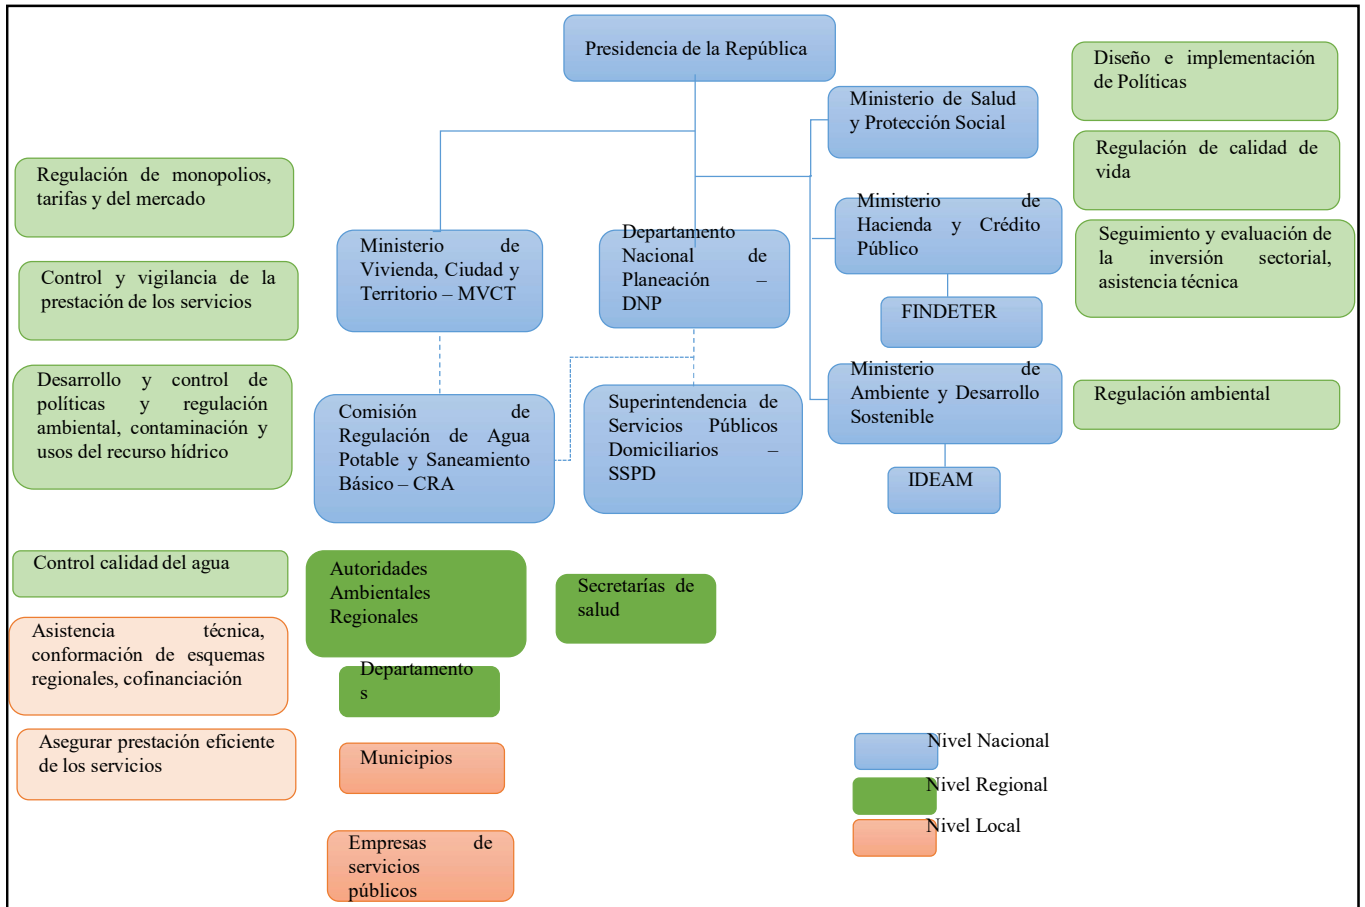 Presidencia de la República
Ministerio de Salud
y Protección Social
Diseño e implementación
de Políticas
Regulación de monopolios,
tarifas y del mercado
Regulación de calidad de
vida
Ministerio de
Hacienda y Crédito
Público
Ministerio de
Vivienda, Ciudad y
Territorio – MVCT
Departamento
Nacional de
Planeación –
DNP
Seguimiento y evaluación de
la inversión sectorial,
asistencia técnica
Control y vigilancia de la
prestación de los servicios
FINDETER
Desarrollo y control de
políticas y regulación
ambiental, contaminación y
usos del recurso hídrico
Comisión de
Regulación de Agua
Potable y Saneamiento
Básico – CRA
Superintendencia de
Servicios Públicos
Domiciliarios –
SSPD
Ministerio de
Ambiente y Desarrollo
Sostenible
Regulación ambiental
IDEAM
Control calidad del agua
Autoridades
Ambientales
Regionales
Secretarías de
salud
Asistencia técnica,
conformación de esquemas
regionales, cofinanciación
Departamento
s
Asegurar prestación eficiente
de los servicios
Municipios
Empresas de
servicios
públicos
Nivel Nacional
Nivel Regional
Nivel Local